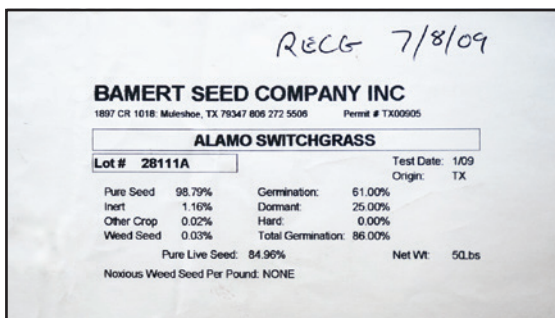 RECG 7/8/09
BAMERT SEED COMPANY INC
1897 CR 1018: Muleshoe, TX 79347 806 272 5506 Permit # TX00905
ALAMO SWITCHGRASS
Lot # 28111A Test Date: 1/09
Origin: TX
Pure Seed 98.79% Germination: 61.00%
Inert 1.16% Dormant: 25.00%
Other Crop 0.02% Hard: 0.00%
Weed Seed 0.03% Total Germination: 86.00%
Pure Live Seed: 84.96% Net Wt: 50Lbs
Noxious Weed Seed Per Pound: NONE